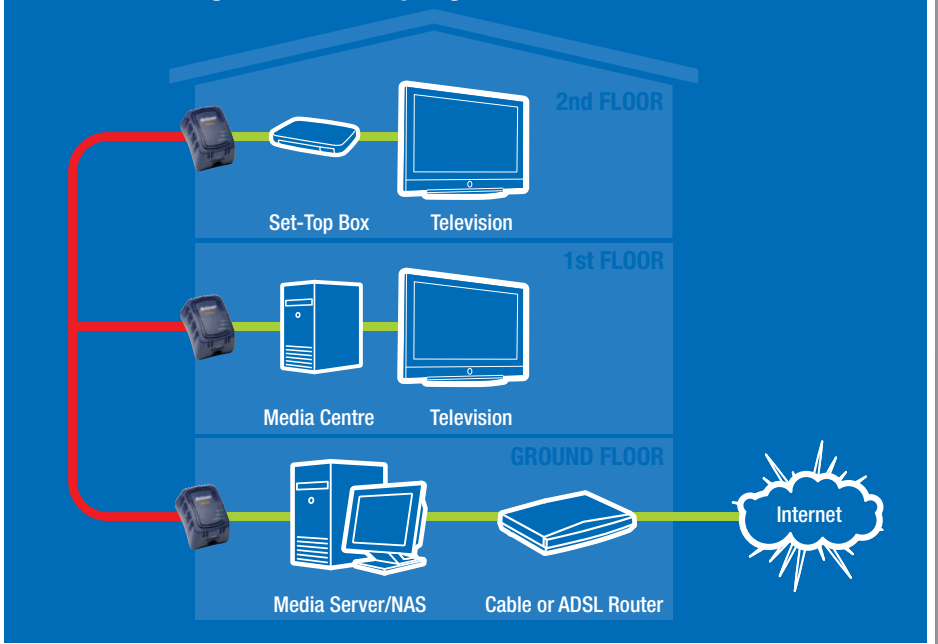 2nd FLOOR
Set-Top Box Television
1st FLOOR
Media Centre Television
GROUND FLOOR
Internet
Media Server/NAS Cable or ADSL Router